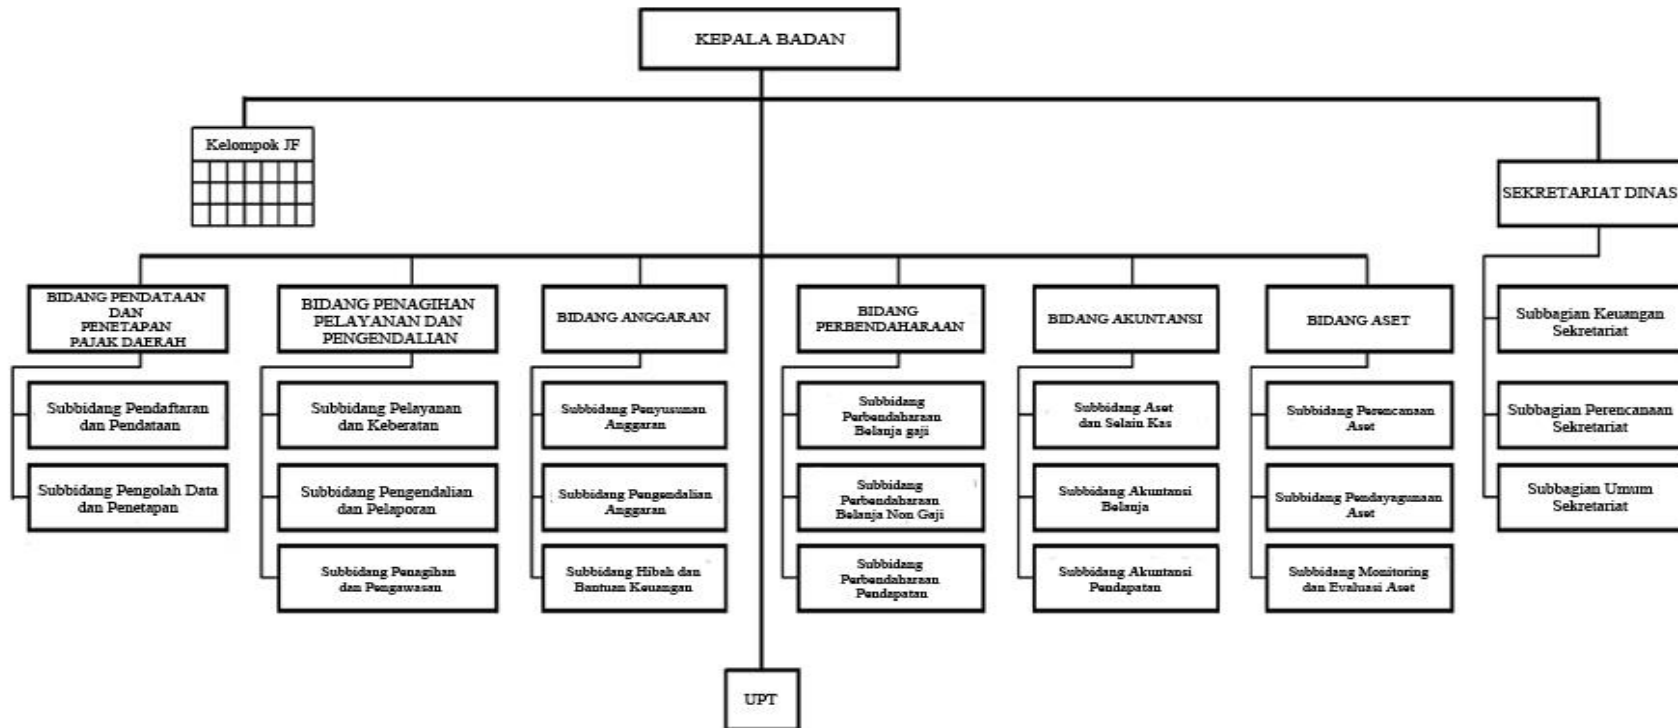 KEPALA BADAN
Kelompok JF
SEKRETARIAT DINAS
BIDANG PENDATAAN
DAN
PENETAPAN
PAJAK DAERAH
BIDANG PENAGIHAN
PELAYANAN DAN
PENGENDALIAN
BIDANG ANGGARAN
BIDANG
PERBENDAHARAAN
BIDANG AKUNTANSI
BIDANG ASET
Subbagian Keuangan
Sekretariat
Subbidang Pendaftaran
dan Pendataan
Subbidang Pelayanan
dan Keberatan
Subbidang Penyusunan
Anggaran
Subbidang
Perbendaharaan
Belanja gaji
Subbidang Aset
dan Selain Kas
Subbidang Perencanaan
Aset
Subbagian Perencanaan
Sekretariat
Subbidang Pengolah Data
dan Penetapan
Subbidang Pengendalian
dan Pelaporan
Subbidang Pengendalian
Anggaran
Subbidang
Perbendaharaan
Belanja Non Gaji
Subbidang Akuntansi
Belanja
Subbidang Pendayagunaan
Aset
Subbagian Umum
Sekretariat
Subbidang Penagihan
dan Pengawasan
Subbidang Hibah dan
Bantuan Keuangan
Subbidang
Perbendaharaan
Pendapatan
Subbidang Akuntansi
Pendapatan
Subbidang Monitoring
dan Evaluasi Aset
UPT